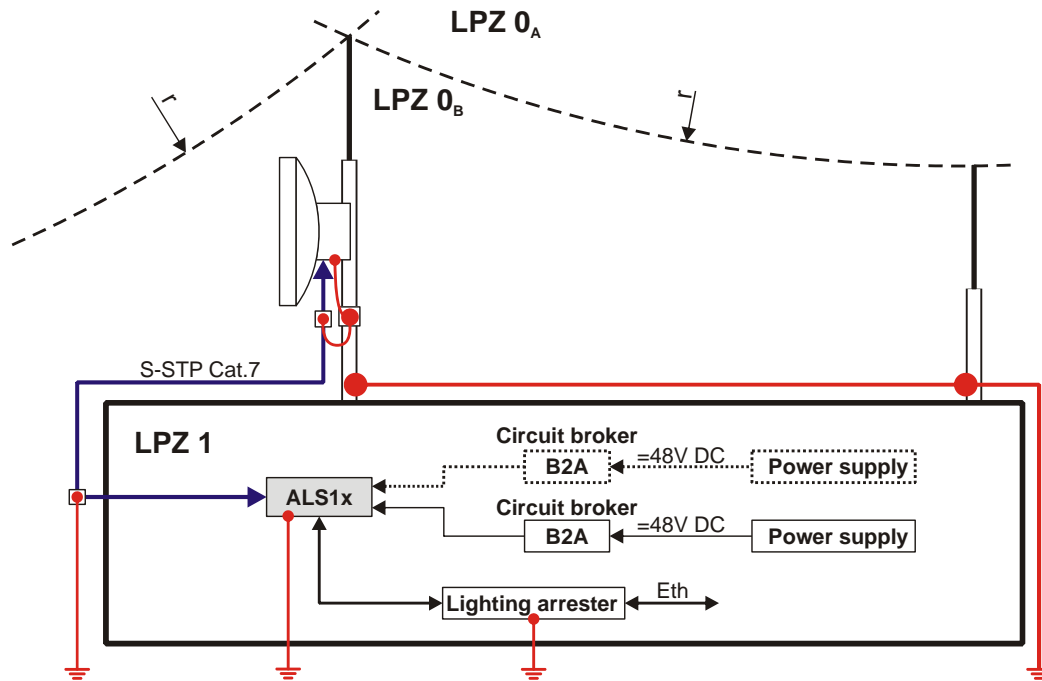 LPZ 0A
LPZ 0B
r
r
S-STP Cat.7
LPZ 1
Circuit broker
B2A
=48V DC
Power supply
ALS1x
Circuit broker
B2A
=48V DC
Power supply
Lighting arrester
Eth